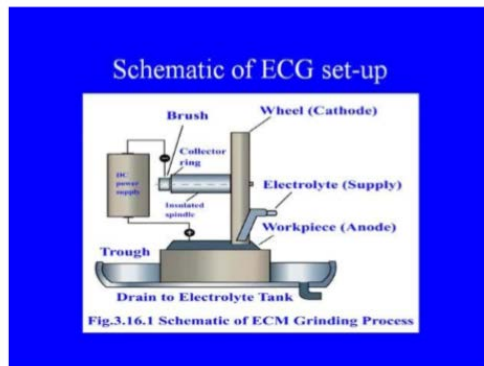 Schematic of ECG set-up
Wheel (Cathode)
Brush
Collector
ring
DC
power
supply
Electrolyte (Supply)
Insulated
spindle
Workpiece (Anode)
Trough
Drain to Electrolyte Tank
Fig.3.16.1 Schematic of ECM Grinding Process